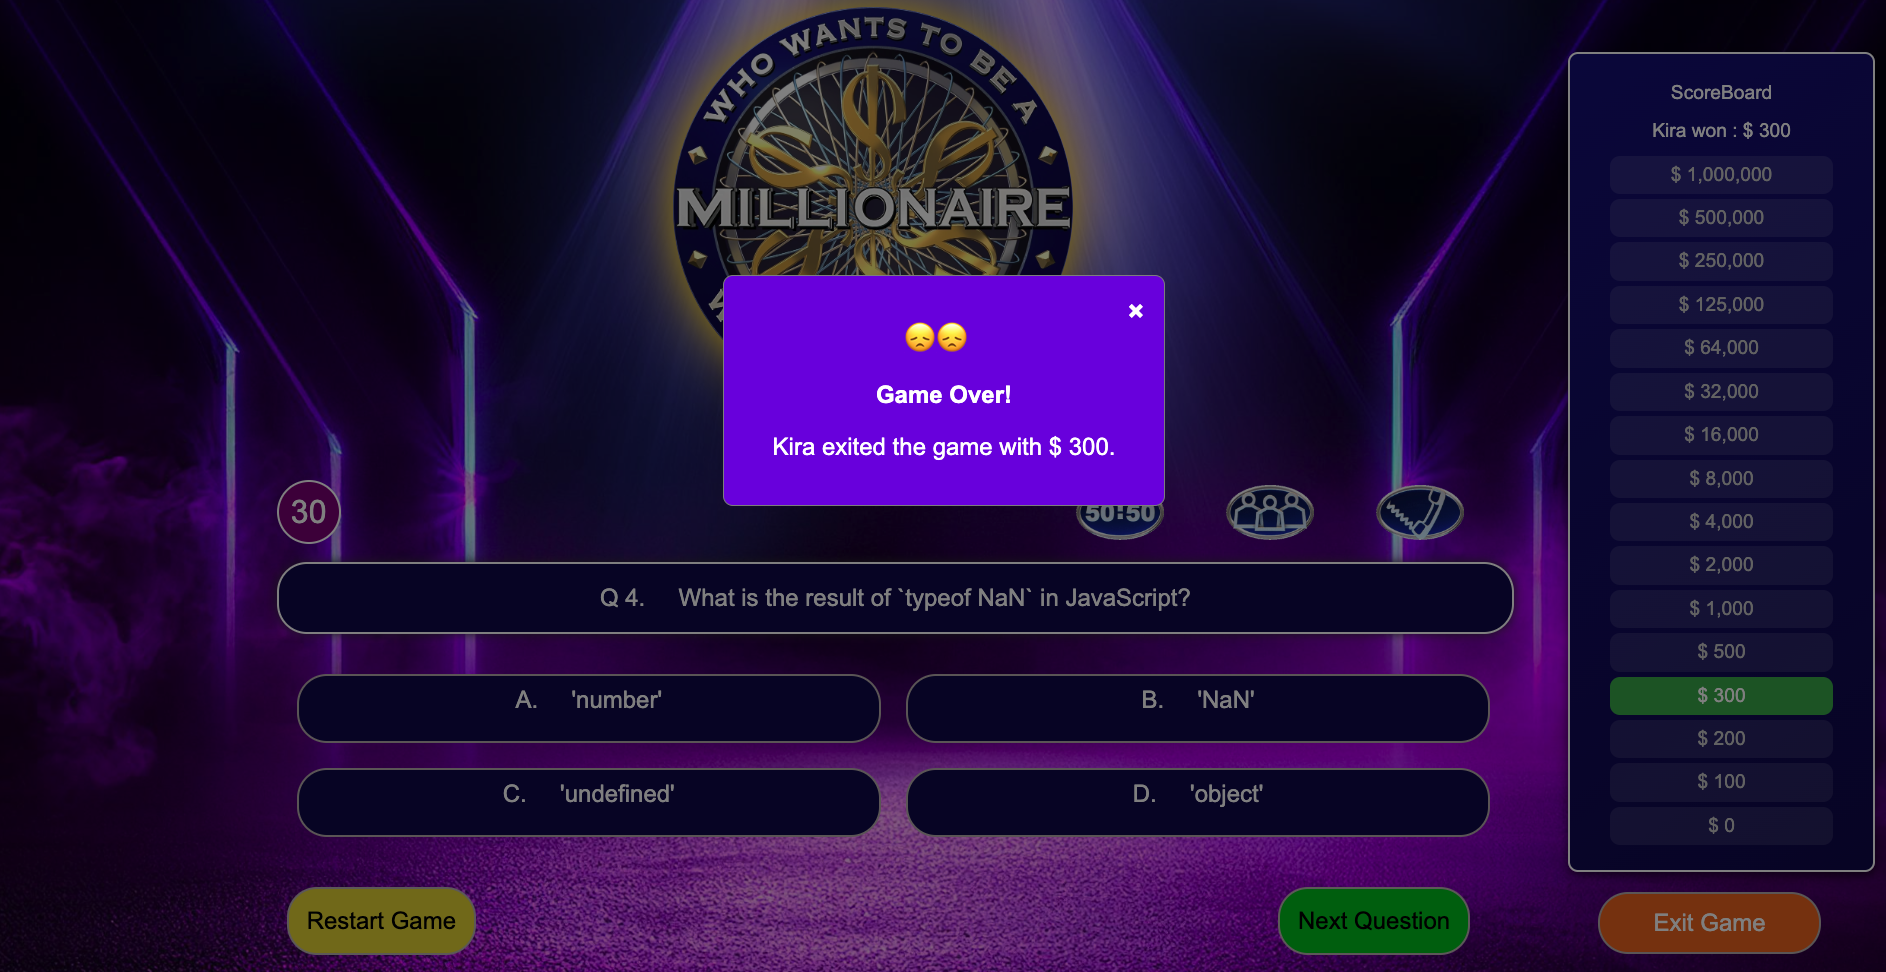 WHO WANTS TO BE A
MILLIONAIRE
Game Over!
Kira exited the game with $ 300.
30
50:50
Q 4. What is the result of `typeof NaN` in JavaScript?
A. 'number'
B. 'NaN'
C. 'undefined'
D. 'object'
Restart Game
Next Question
ScoreBoard
Kira won : $ 300
$ 1,000,000
$ 500,000
$ 250,000
$ 125,000
$ 64,000
$ 32,000
$ 16,000
$ 8,000
$ 4,000
$ 2,000
$ 1,000
$ 500
$ 300
$ 200
$ 100
$ 0
Exit Game